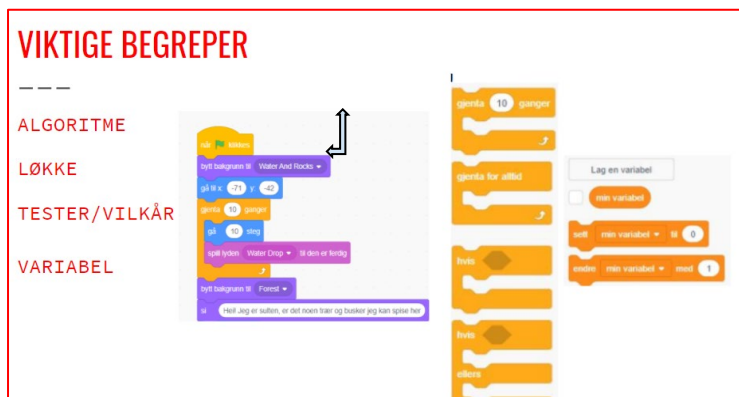 VIKTIGE BEGREPER
———
ALGORITME
LØKKE
TESTER/VILKÅR
VARIABEL
når klikkes
bytt bakgrunn til Water And Rocks
gå til x: -71 y: -42
gjenta 10 ganger
gå 10 steg
spill lyden Water Drop til den er ferdig
bytt bakgrunn til Forest
si Hei! Jeg er sulten, er det noen trær og busker jeg kan spise her
gjenta 10 ganger
gjenta for alltid
hvis
hvis
ellers
Lag en variabel
min variabel
sett min variabel til 0
endre min variabel med 1